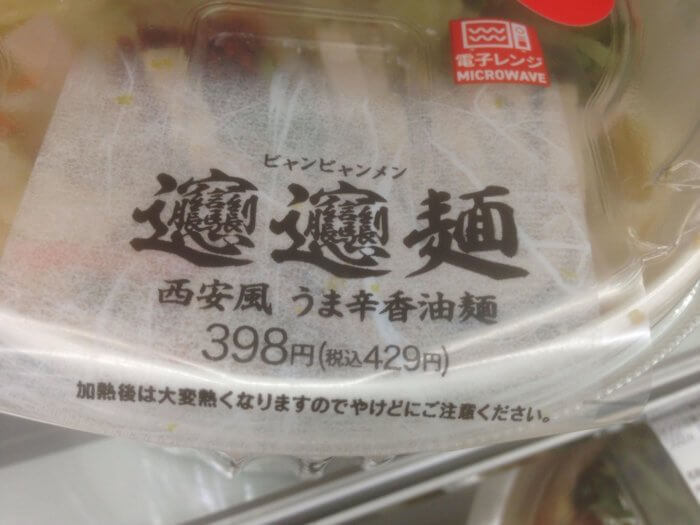 電子レンジ
MICROWAVE
ビャンビャンメン
𰻞𰻞麺
西安風 うま辛香油麺
398円(税込429円)
加熱後は大変熱くなりますのでやけどにご注意ください。